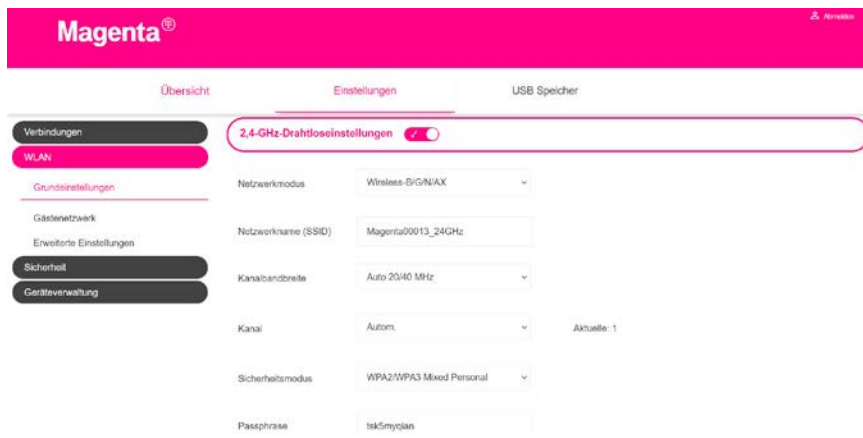 Magenta
Abmelden
Übersicht
Einstellungen
USB Speicher
Verbindungen
WLAN
Grundeinstellungen
Gästenetzwerk
Erweiterte Einstellungen
Sicherheit
Geräteverwaltung
2,4-GHz-Drahtloseinstellungen
Netzwerkmodus Wireless-B/G/N/AX
Netzwerkname (SSID) Magenta00013_24GHz
Kanalbandbreite Auto 20/40 MHz
Kanal Autom. Aktuelle: 1
Sicherheitsmodus WPA2/WPA3 Mixed Personal
Passphrase